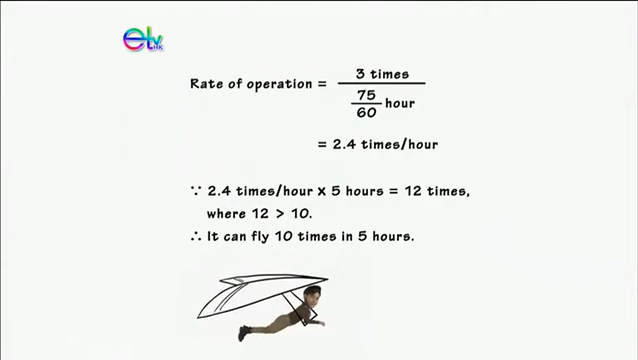 etv
HK
Rate of operation = 3 times
75
60 hour
= 2.4 times/hour
∵ 2.4 times/hour x 5 hours = 12 times,
where 12 > 10.
∴ It can fly 10 times in 5 hours.